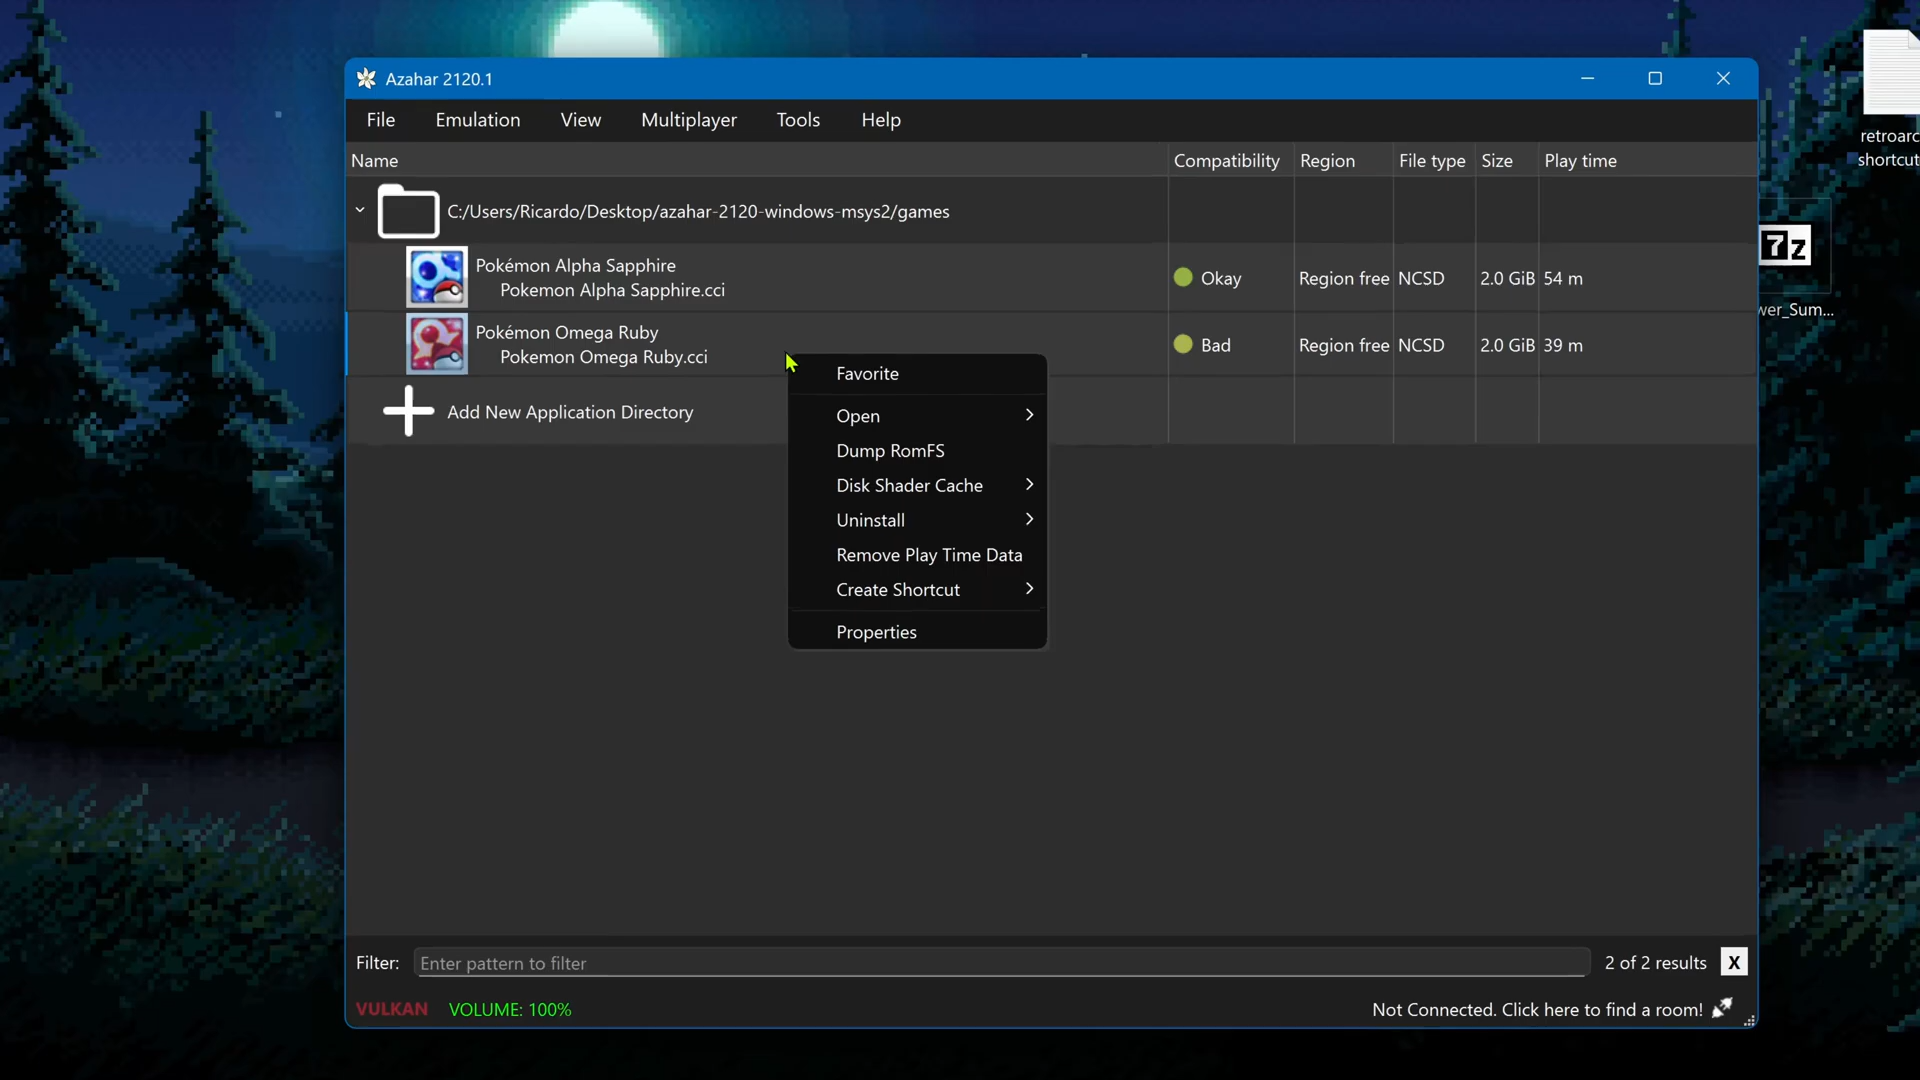 Azahar 2120.1
File Emulation View Multiplayer Tools Help
Name Compatibility Region File type Size Play time
C:/Users/Ricardo/Desktop/azahar-2120-windows-msys2/games
Pokémon Alpha Sapphire
Pokemon Alpha Sapphire.cci
Okay Region free NCSD 2.0 GiB 54 m
Pokémon Omega Ruby
Pokemon Omega Ruby.cci
Bad Region free NCSD 2.0 GiB 39 m
Add New Application Directory
Favorite
Open
Dump RomFS
Disk Shader Cache
Uninstall
Remove Play Time Data
Create Shortcut
Properties
Filter: Enter pattern to filter 2 of 2 results X
VULKAN VOLUME: 100% Not Connected. Click here to find a room!
retroarc
shortcut
7z
wer_Sum...